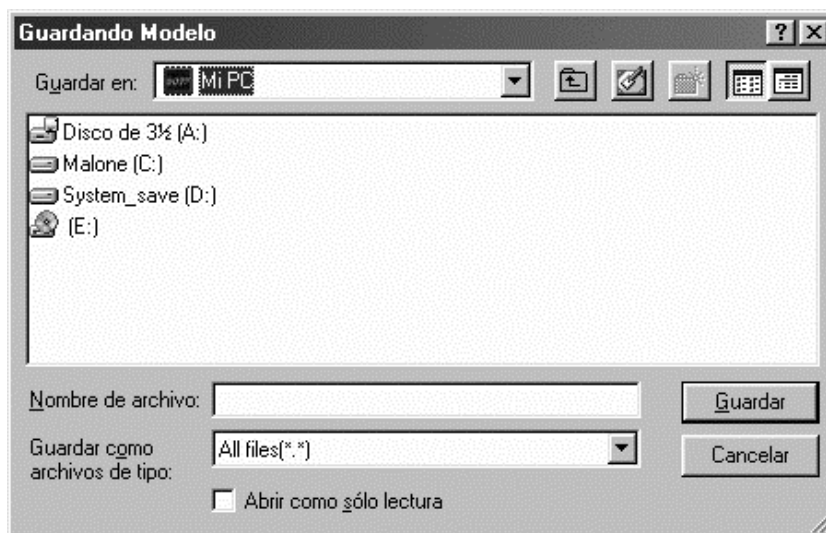 Guardando Modelo
Guardar en: Mi PC
Disco de 3½ (A:)
Malone (C:)
System_save (D:)
(E:)
Nombre de archivo:
Guardar
Guardar como
archivos de tipo:
All files(*.*)
Cancelar
Abrir como sólo lectura